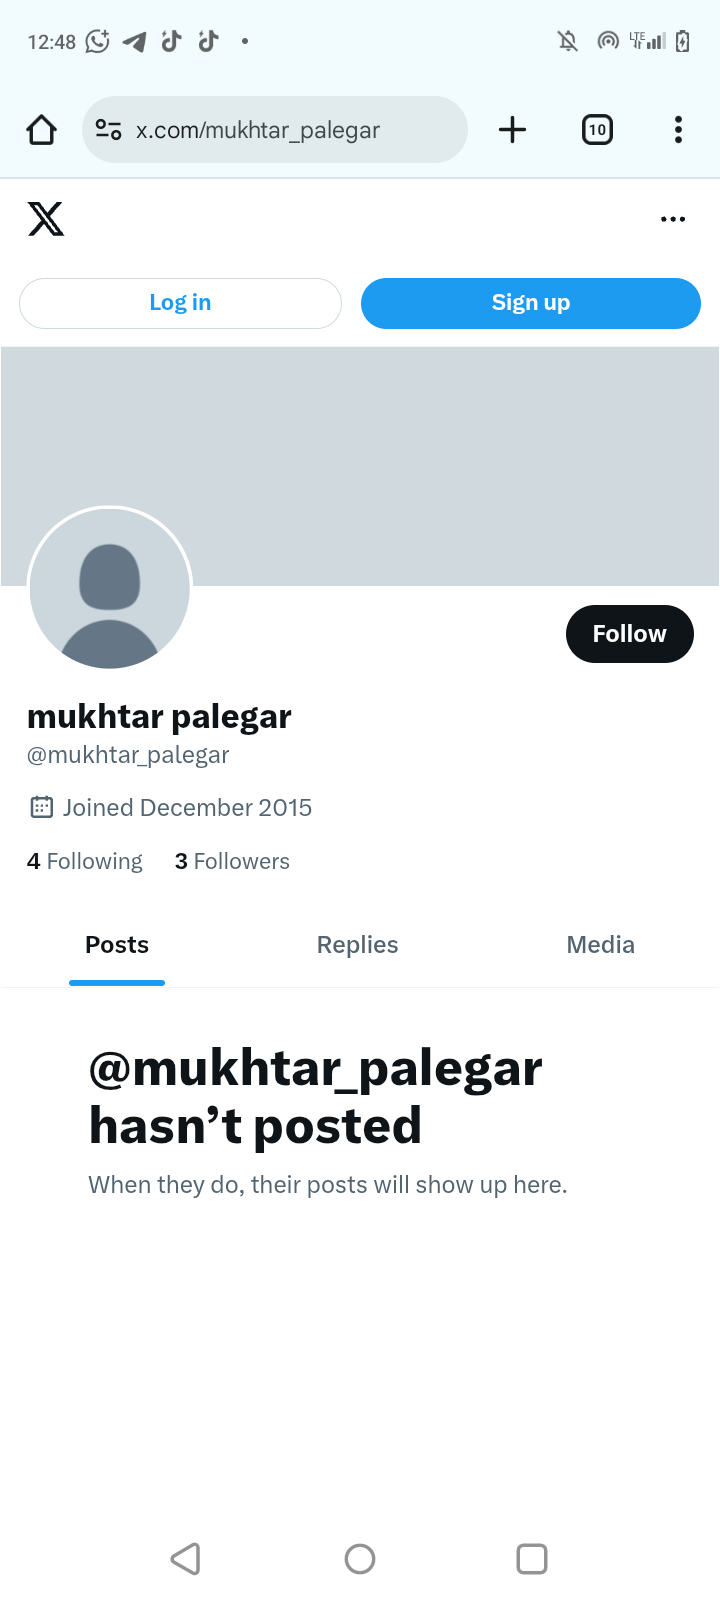 12:48
LTE
x.com/mukhtar_palegar
10
Log in
Sign up
Follow
mukhtar palegar
@mukhtar_palegar
Joined December 2015
4 Following 3 Followers
Posts Replies Media
@mukhtar_palegar
hasn’t posted
When they do, their posts will show up here.